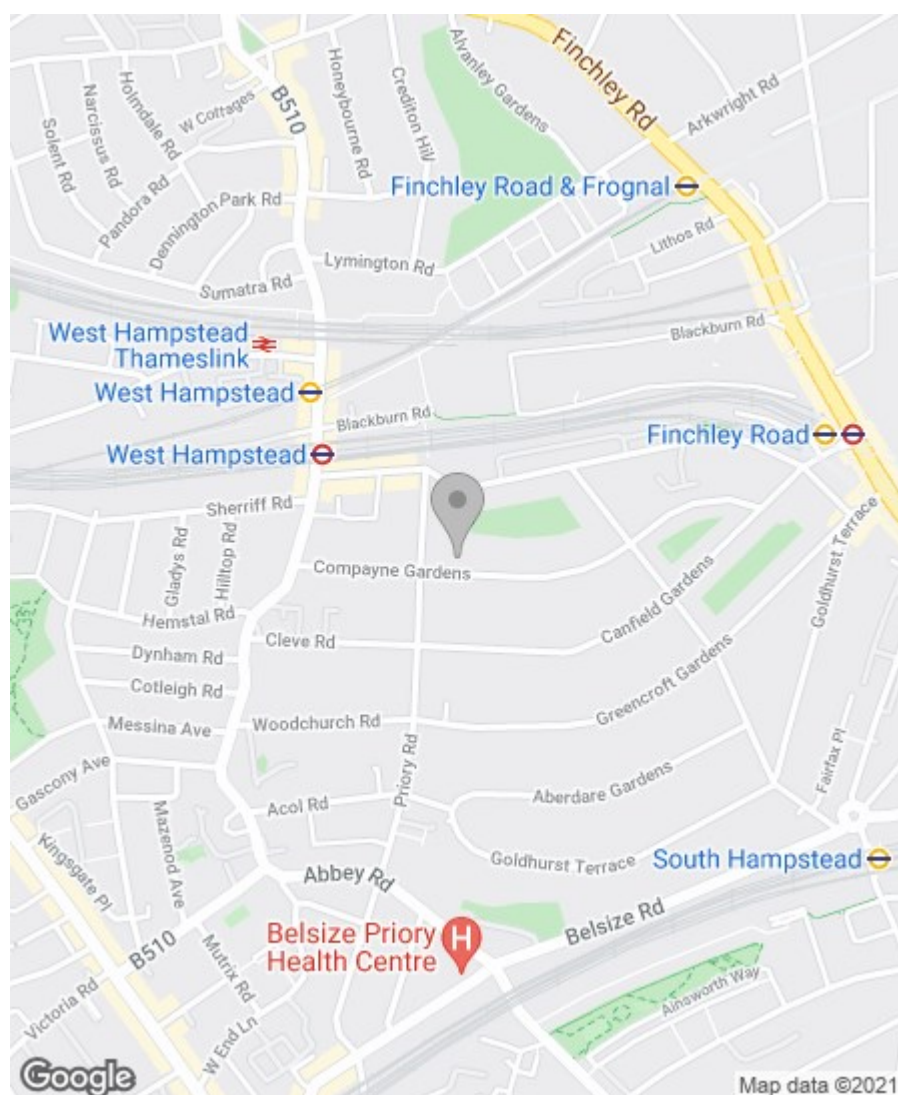 Finchley Rd
Alvanley Gardens
Arkwright Rd
Honeybourne Rd
Crediton Hill
Holmdale Rd
Narcissus Rd
Solent Rd
W Cottages
B510
Pandora Rd
Dennington Park Rd
Finchley Road & Frognal
Lithos Rd
Lymington Rd
Sumatra Rd
West Hampstead
Thameslink
Blackburn Rd
West Hampstead
Blackburn Rd
Finchley Road
West Hampstead
Sherriff Rd
Gladys Rd
Hilltop Rd
Compayne Gardens
Goldhurst Terrace
Canfield Gardens
Hemstal Rd
Cleve Rd
Dynham Rd
Cotleigh Rd
Greencroft Gardens
Messina Ave
Woodchurch Rd
Priory Rd
Fairfax Pl
Gascony Ave
Aberdare Gardens
Acol Rd
Mazenod Ave
Kingsgate Pl
Goldhurst Terrace
South Hampstead
Abbey Rd
Belsize Rd
Belsize Priory
Health Centre
H
B510
Mutrix Rd
Victoria Rd
W End Ln
Ainsworth Way
Google
Map data ©2021